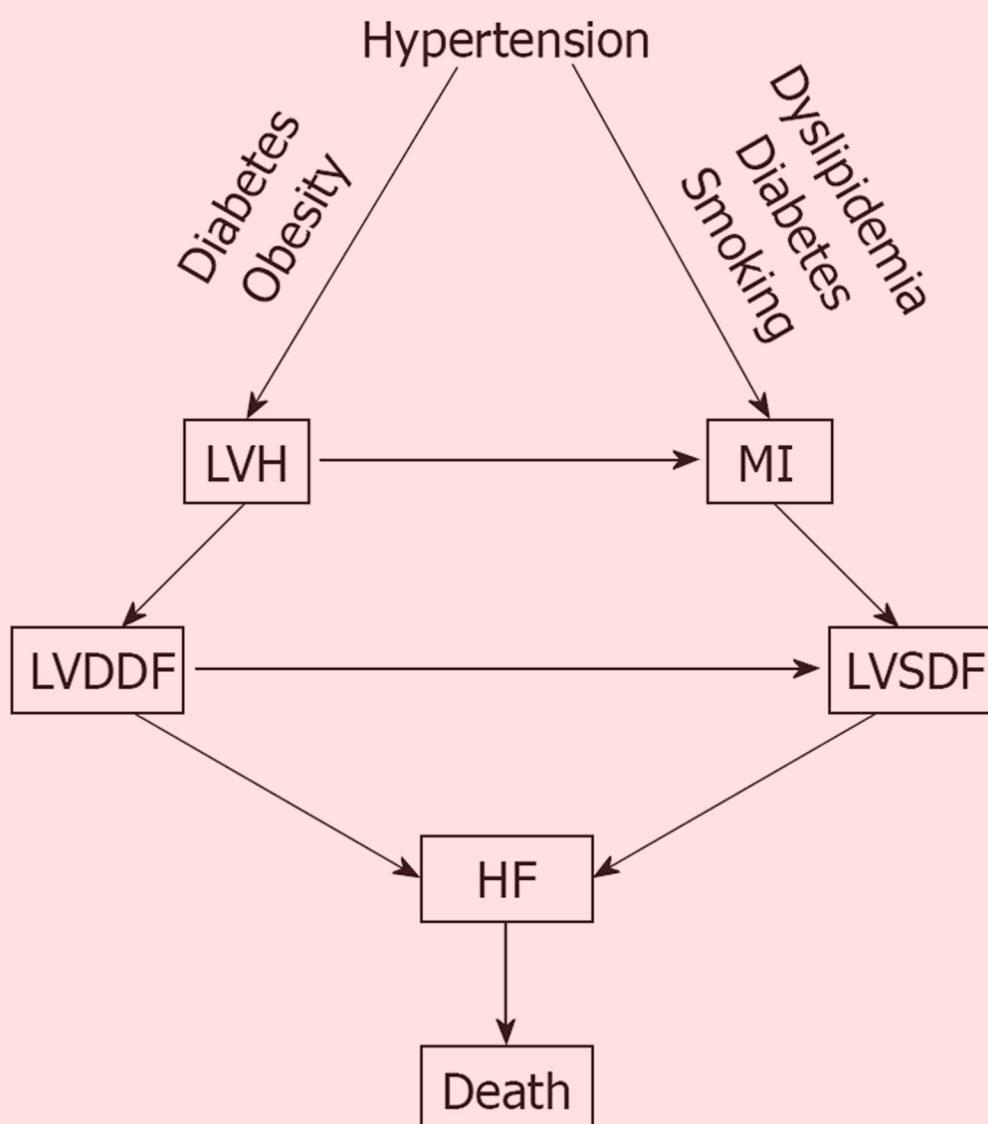 Hypertension
Diabetes
Obesity
Dyslipidemia
Diabetes
Smoking
LVH
MI
LVDDF
LVSDF
HF
Death